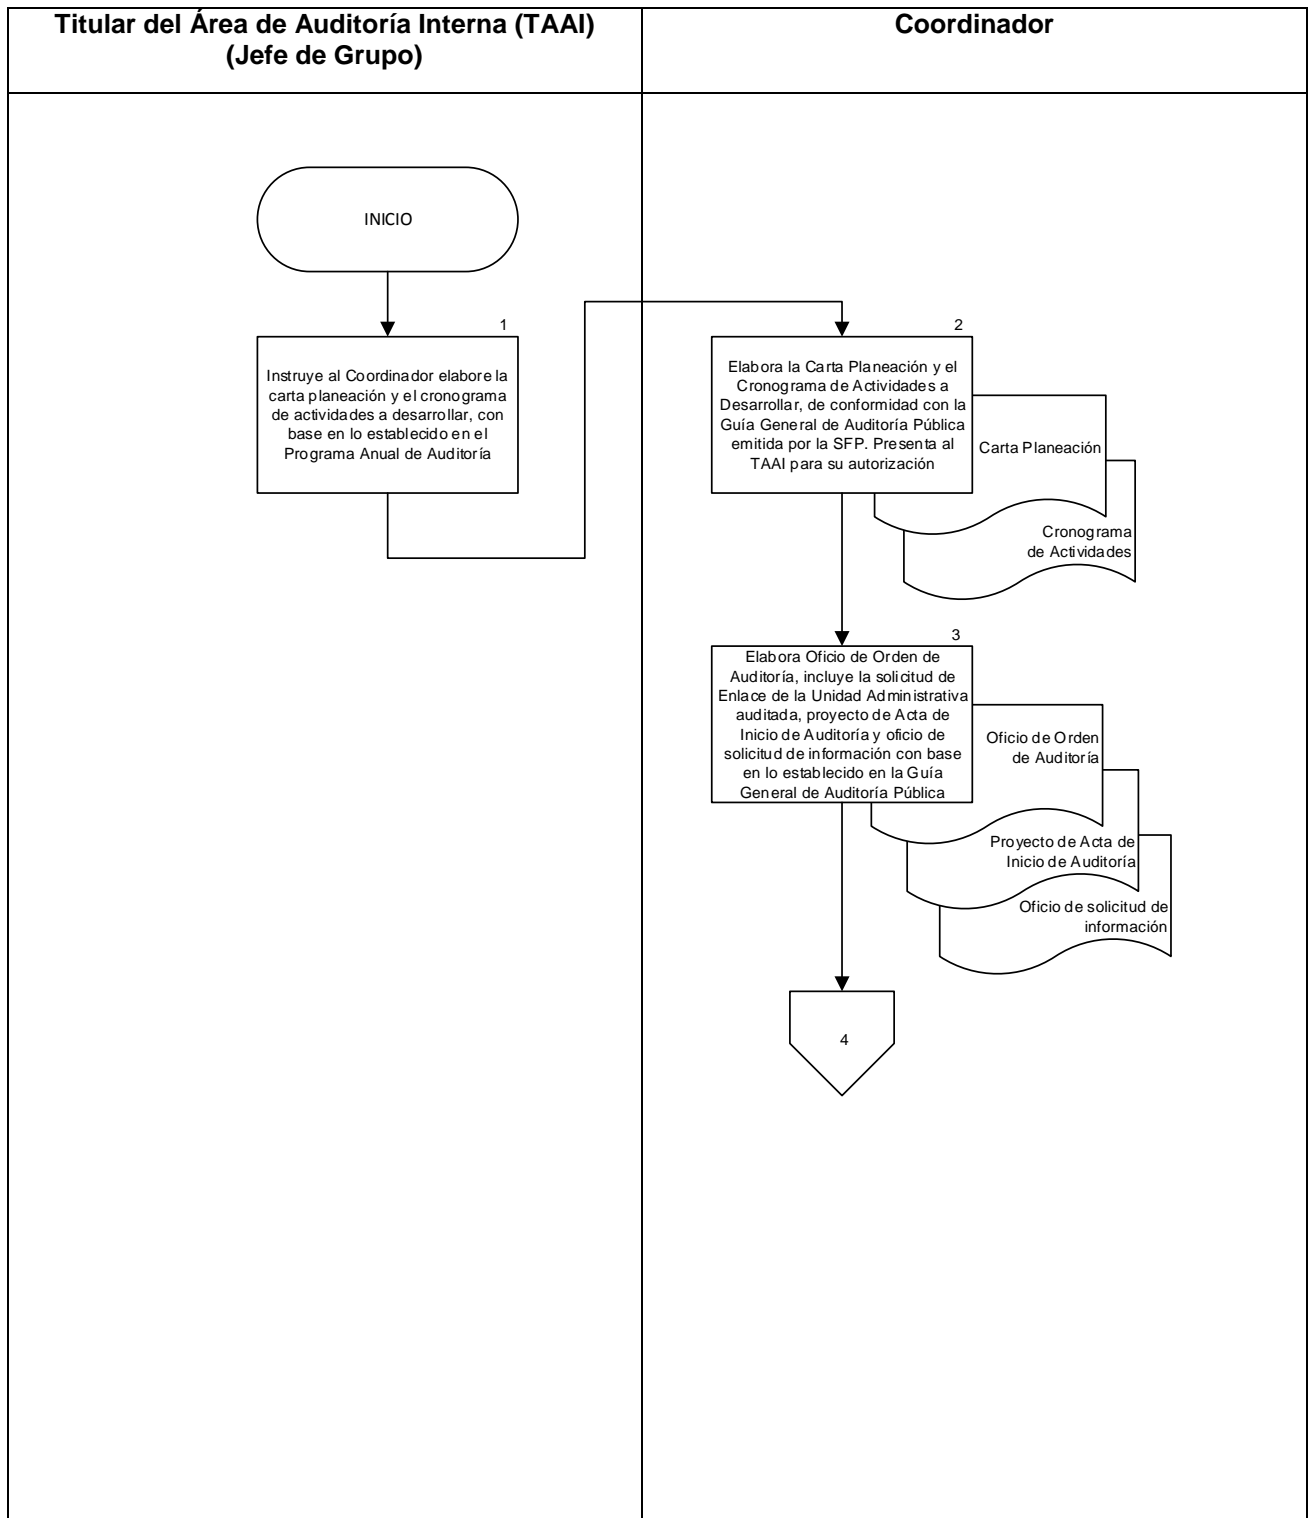 Titular del Área de Auditoría Interna (TAAI)
(Jefe de Grupo)
Coordinador
INICIO
1
Instruye al Coordinador elabore la
carta planeación y el cronograma
de actividades a desarrollar, con
base en lo establecido en el
Programa Anual de Auditoría
2
Elabora la Carta Planeación y el
Cronograma de Actividades a
Desarrollar, de conformidad con la
Guía General de Auditoría Pública
emitida por la SFP. Presenta al
TAAI para su autorización
Carta Planeación
Cronograma
de Actividades
3
Elabora Oficio de Orden de
Auditoría, incluye la solicitud de
Enlace de la Unidad Administrativa
auditada, proyecto de Acta de
Inicio de Auditoría y oficio de
solicitud de información con base
en lo establecido en la Guía
General de Auditoría Pública
Oficio de Orden
de Auditoría
Proyecto de Acta de
Inicio de Auditoría
Oficio de solicitud de
información
4